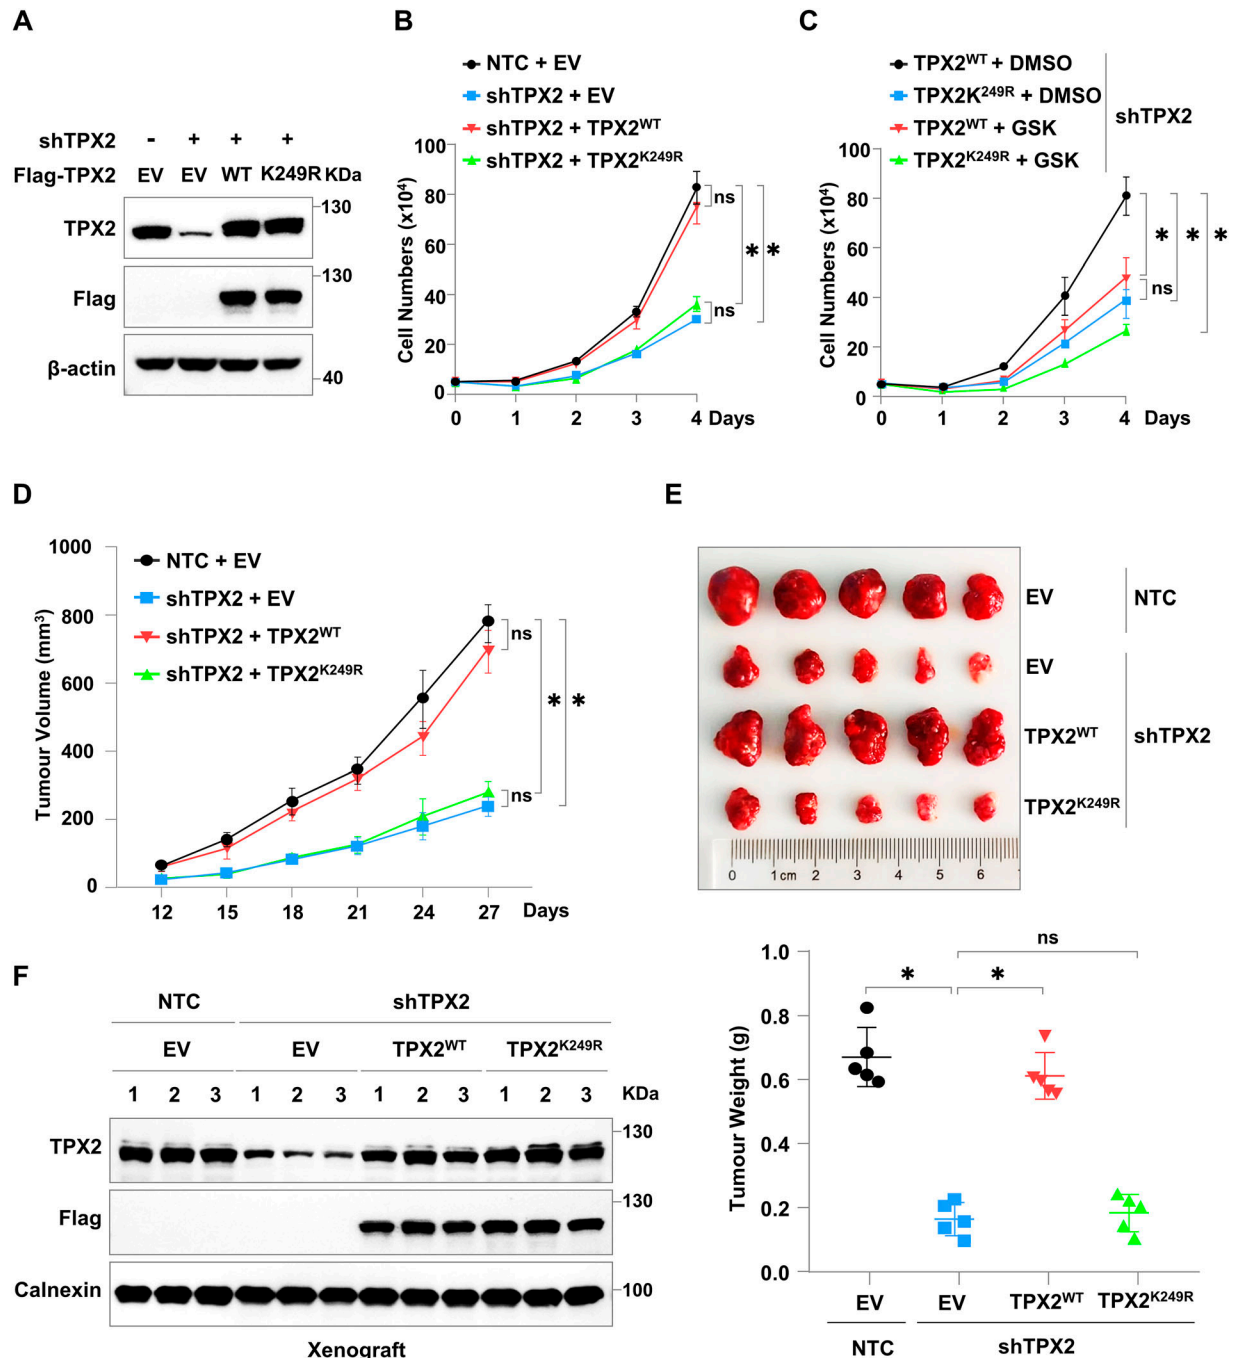 A
shTPX2 - + + +
Flag-TPX2 EV EV WT K249R KDa
TPX2 130
Flag 130
β-actin 40
B
NTC + EV
shTPX2 + EV
shTPX2 + TPX2WT
shTPX2 + TPX2K249R
Cell Numbers (x10⁴)
100
80
60
40
20
0
0 1 2 3 4 Days
ns
ns
* *
C
TPX2WT + DMSO
TPX2K249R + DMSO
TPX2WT + GSK
TPX2K249R + GSK
shTPX2
Cell Numbers (x10⁴)
100
80
60
40
20
0
0 1 2 3 4 Days
* * *
ns
D
NTC + EV
shTPX2 + EV
shTPX2 + TPX2WT
shTPX2 + TPX2K249R
Tumour Volume (mm³)
1000
800
600
400
200
0
12 15 18 21 24 27 Days
ns
ns
* *
E
EV NTC
EV
TPX2WT shTPX2
TPX2K249R
0 1 cm 2 3 4 5 6
Tumour Weight (g)
1.0
0.8
0.6
0.4
0.2
0.0
ns
* *
EV EV TPX2WT TPX2K249R
NTC shTPX2
F
NTC shTPX2
EV EV TPX2WT TPX2K249R
1 2 3 1 2 3 1 2 3 1 2 3 KDa
TPX2 130
Flag 130
Calnexin 100
Xenograft